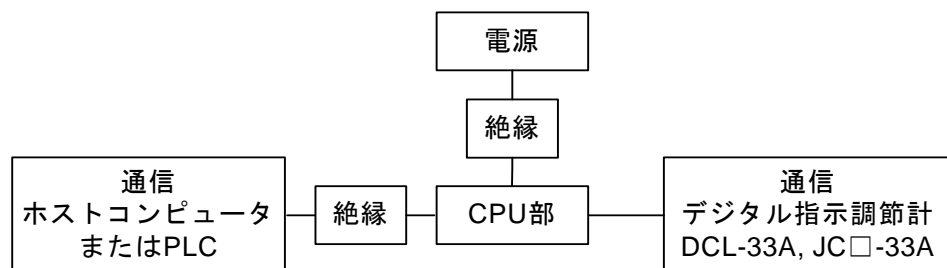 電源
絶縁
通信
ホストコンピュータ
またはPLC
絶縁
CPU部
通信
デジタル指示調節計
DCL-33A, JC□-33A